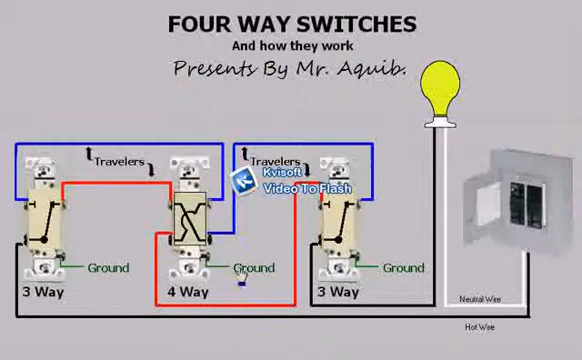 FOUR WAY SWITCHES
And how they work
Presents By Mr. Aquib.
Travelers
Travelers
Kvisoft
Video To Flash
Ground
Ground
Ground
3 Way
4 Way
3 Way
Neutral Wire
Hot Wire